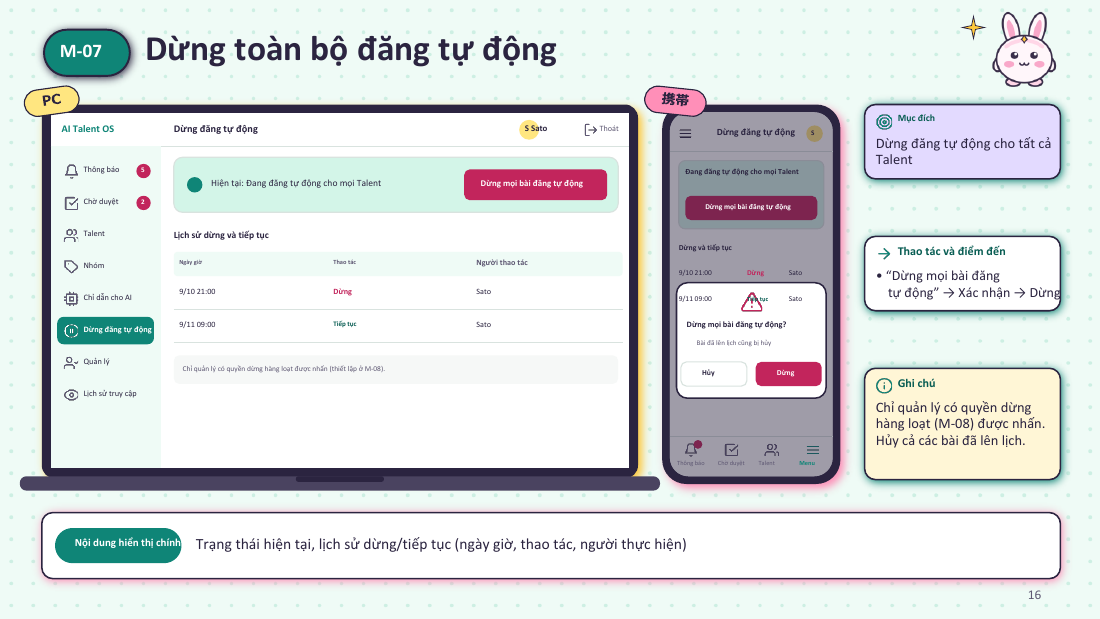 M-07
Dừng toàn bộ đăng tự động
PC
AI Talent OS
Dừng đăng tự động
S Sato
Thoát
Thông báo
5
Chờ duyệt
2
Talent
Nhóm
Chỉ dẫn cho AI
Dừng đăng tự động
Quản lý
Lịch sử truy cập
Hiện tại: Đang đăng tự động cho mọi Talent
Dừng mọi bài đăng tự động
Lịch sử dừng và tiếp tục
Ngày giờ
Thao tác
Người thao tác
9/10 21:00
Dừng
Sato
9/11 09:00
Tiếp tục
Sato
Chỉ quản lý có quyền dừng hàng loạt được nhấn (thiết lập ở M-08).
携帯
Dừng đăng tự động
S
Đang đăng tự động cho mọi Talent
Dừng mọi bài đăng tự động
Dừng và tiếp tục
9/10 21:00
Dừng
Sato
9/11 09:00
Tiếp tục
Sato
Dừng mọi bài đăng tự động?
Bài đã lên lịch cũng bị hủy
Hủy
Dừng
Thông báo
Chờ duyệt
Talent
Menu
Mục đích
Dừng đăng tự động cho tất cả
Talent
Thao tác và điểm đến
• “Dừng mọi bài đăng
tự động” → Xác nhận → Dừng
Ghi chú
Chỉ quản lý có quyền dừng
hàng loạt (M-08) được nhấn.
Hủy cả các bài đã lên lịch.
Nội dung hiển thị chính
Trạng thái hiện tại, lịch sử dừng/tiếp tục (ngày giờ, thao tác, người thực hiện)
16